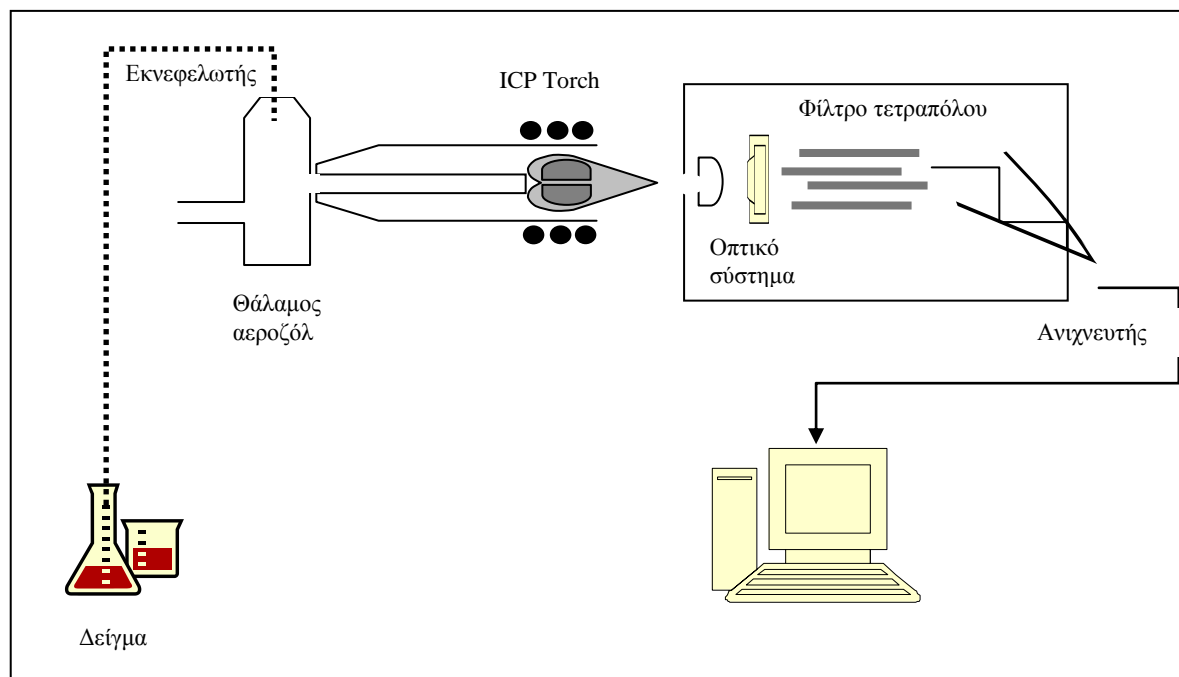 Εκνεφελωτής
ICP Torch
Φίλτρο τετραπόλου
Οπτικό
σύστημα
Θάλαμος
αεροζόλ
Ανιχνευτής
Δείγμα